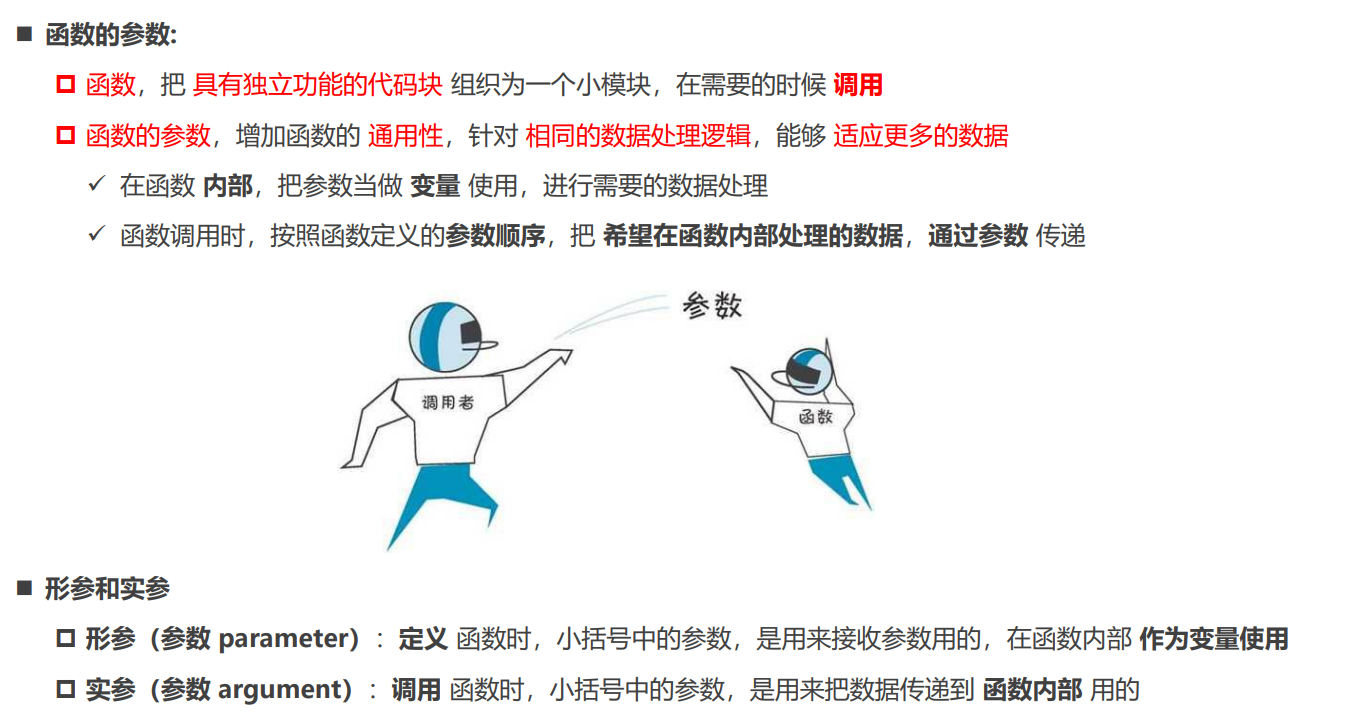 函数的参数:
函数，把 具有独立功能的代码块 组织为一个小模块，在需要的时候 调用
函数的参数，增加函数的 通用性，针对 相同的数据处理逻辑，能够 适应更多的数据
在函数 内部，把参数当做 变量 使用，进行需要的数据处理
函数调用时，按照函数定义的参数顺序，把 希望在函数内部处理的数据，通过参数 传递
参数
调用者
函数
形参和实参
形参（参数 parameter）：定义 函数时，小括号中的参数，是用来接收参数用的，在函数内部 作为变量使用
实参（参数 argument）：调用 函数时，小括号中的参数，是用来把数据传递到 函数内部 用的